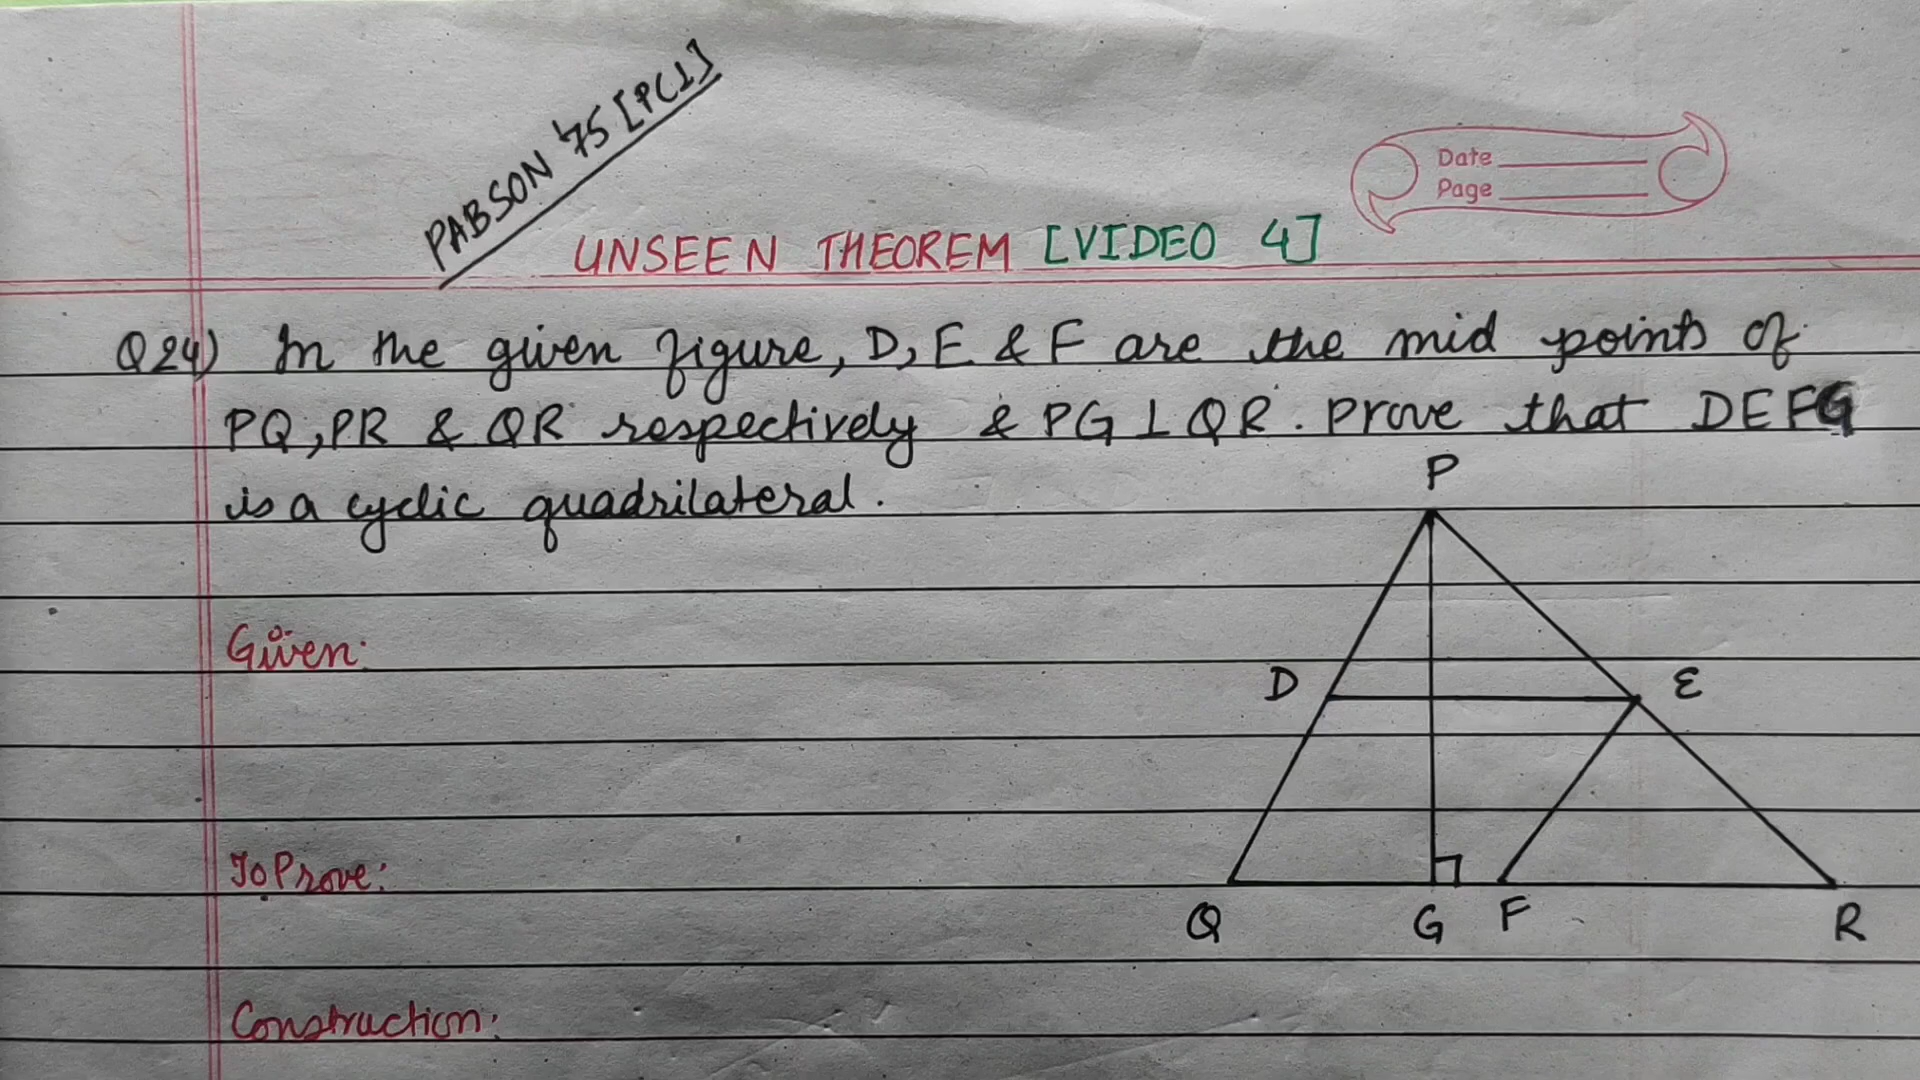 PABSON '75 [PCI]
Date
Page
UNSEEN THEOREM [VIDEO 4]
Q24) In the given figure, D, E & F are the mid points of
PQ, PR & QR respectively & PG ⊥ QR. Prove that DEFG
is a cyclic quadrilateral.
P
Given:
D E
To Prove:
Q G F R
Construction: